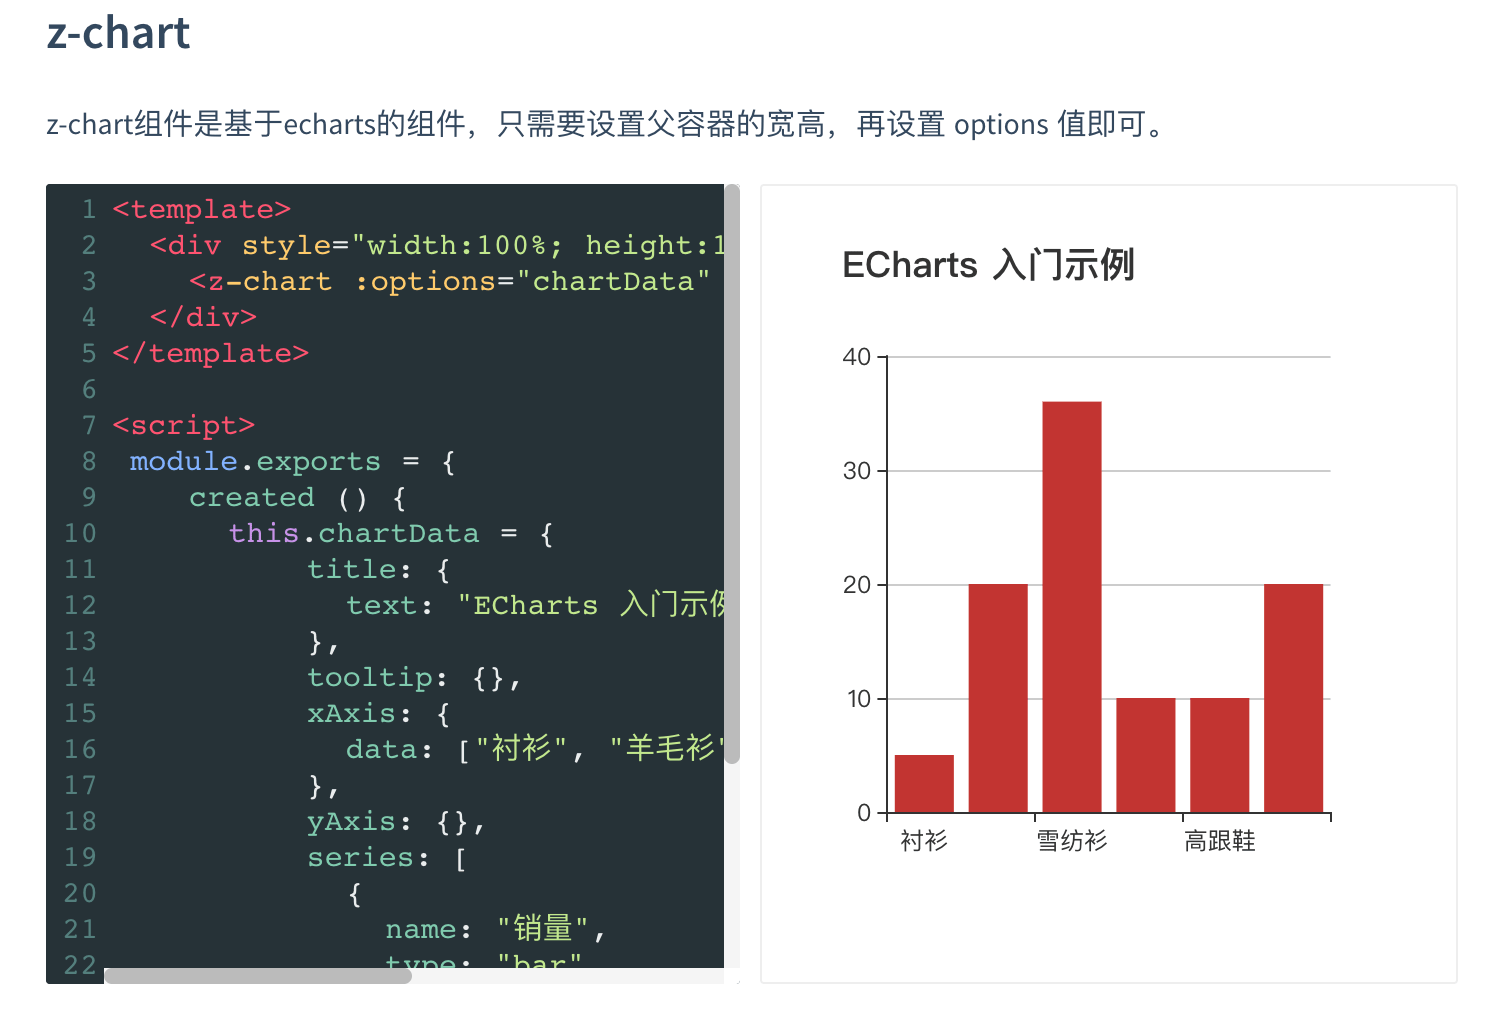 z-chart
z-chart组件是基于echarts的组件，只需要设置父容器的宽高，再设置 options 值即可。
1 <template>
2 <div style="width:100%; height:1
3 <z-chart :options="chartData"
4 </div>
5 </template>
6
7 <script>
8 module.exports = {
9 created () {
10 this.chartData = {
11 title: {
12 text: "ECharts 入门示例
13 },
14 tooltip: {},
15 xAxis: {
16 data: ["衬衫", "羊毛衫"
17 },
18 yAxis: {},
19 series: [
20 {
21 name: "销量",
22 type: "bar"
ECharts 入门示例
40
30
20
10
0
衬衫 雪纺衫 高跟鞋